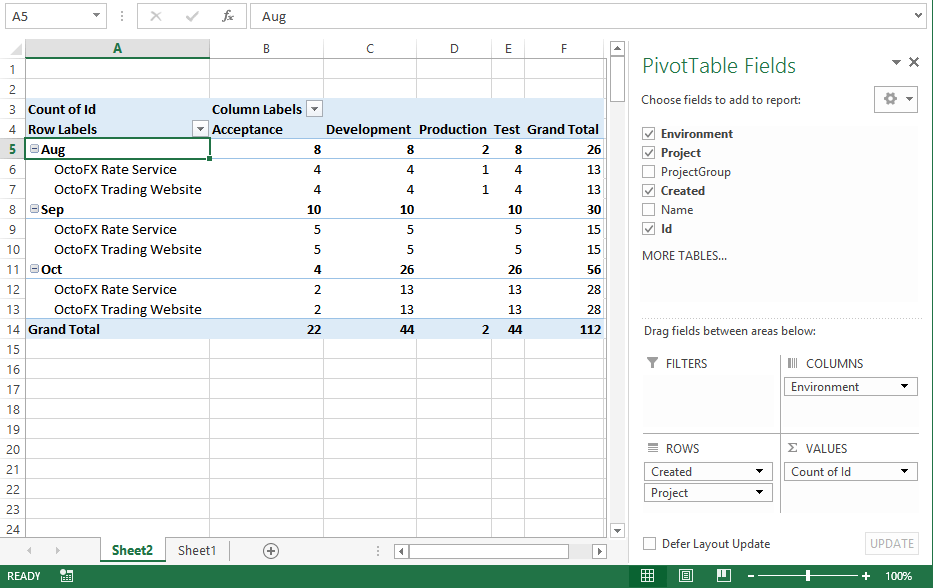 A5 fx Aug
A B C D E F
1
2
3 Count of Id Column Labels
4 Row Labels Acceptance Development Production Test Grand Total
5 Aug 8 8 2 8 26
6 OctoFX Rate Service 4 4 1 4 13
7 OctoFX Trading Website 4 4 1 4 13
8 Sep 10 10 10 30
9 OctoFX Rate Service 5 5 5 15
10 OctoFX Trading Website 5 5 5 15
11 Oct 4 26 26 56
12 OctoFX Rate Service 2 13 13 28
13 OctoFX Trading Website 2 13 13 28
14 Grand Total 22 44 2 44 112
15
16
17
18
19
20
21
22
23
24
Sheet2 Sheet1
PivotTable Fields
Choose fields to add to report:
Environment
Project
ProjectGroup
Created
Name
Id
MORE TABLES...
Drag fields between areas below:
FILTERS
COLUMNS
Environment
ROWS
Created
Project
Σ VALUES
Count of Id
Defer Layout Update UPDATE
READY 100%